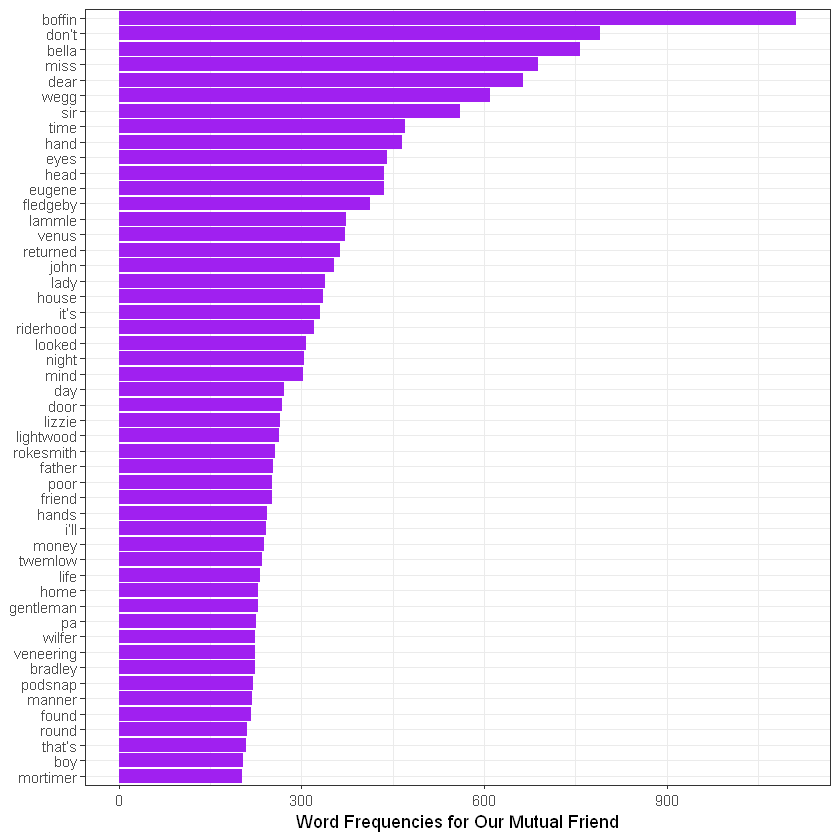 boffin
don't
bella
miss
dear
wegg
sir
time
hand
eyes
head
eugene
fledgeby
lammle
venus
returned
john
lady
house
it's
riderhood
looked
night
mind
day
door
lizzie
lightwood
rokesmith
father
poor
friend
hands
i'll
money
twemlow
life
home
gentleman
pa
wilfer
veneering
bradley
podsnap
manner
found
round
that's
boy
mortimer
0 300 600 900
Word Frequencies for Our Mutual Friend